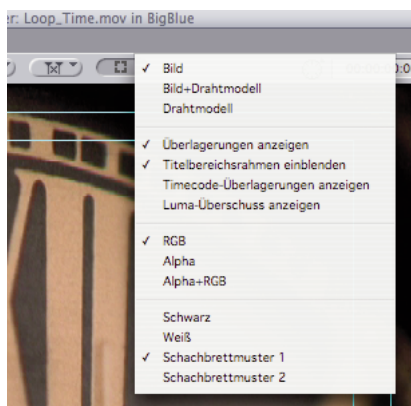 er: Loop_Time.mov in BigBlue
Bild
Bild+Drahtmodell
Drahtmodell
Überlagerungen anzeigen
Titelbereichsrahmen einblenden
Timecode-Überlagerungen anzeigen
Luma-Überschuss anzeigen
RGB
Alpha
Alpha+RGB
Schwarz
Weiß
Schachbrettmuster 1
Schachbrettmuster 2